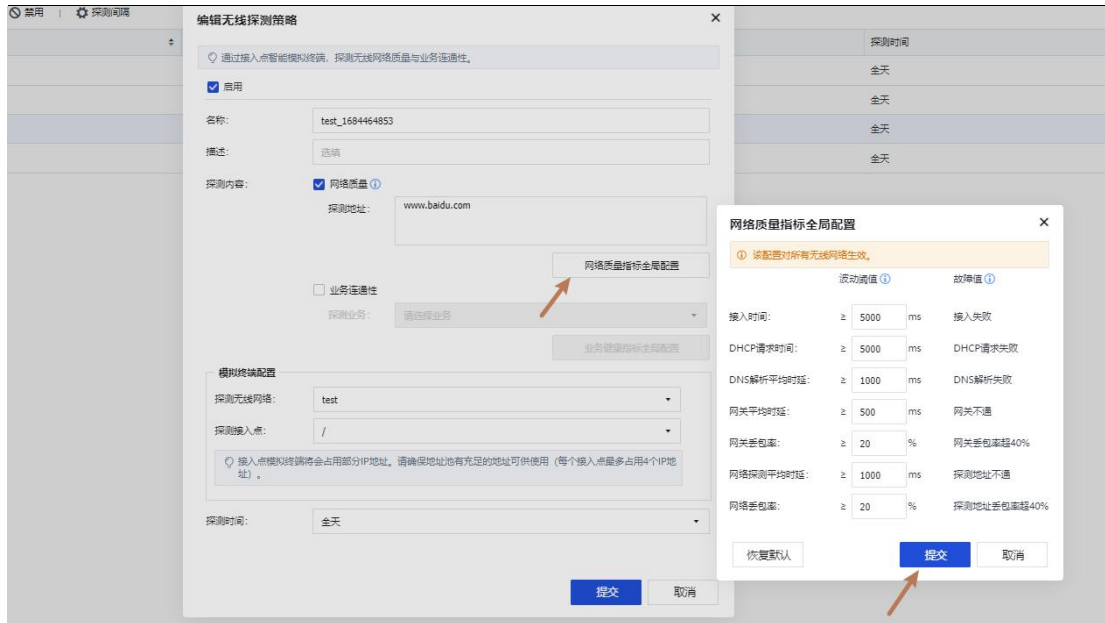 禁用 | 探测间隔
编辑无线探测策略
探测时间
通过接入点智能模拟终端，探测无线网络质量与业务连通性。
全天
启用
全天
名称：
test_1684464853
全天
描述：
选填
全天
探测内容：
网络质量
探测地址：
www.baidu.com
网络质量指标全局配置
业务连通性
探测业务：
请选择业务
业务健康指标全局配置
模拟终端配置
探测无线网络：
test
探测接入点：
/
接入点模拟终端将会占用部分IP地址。请确保地址池有充足的地址可供使用（每个接入点最多占用4个IP地
址）。
探测时间：
全天
提交
取消
网络质量指标全局配置
该配置对所有无线网络生效。
波动阈值 故障值
接入时间： ≥ 5000 ms 接入失败
DHCP请求时间： ≥ 5000 ms DHCP请求失败
DNS解析平均时延： ≥ 1000 ms DNS解析失败
网关平均时延： ≥ 500 ms 网关不通
网关丢包率： ≥ 20 % 网关丢包率超40%
网络探测平均时延： ≥ 1000 ms 探测地址不通
网络丢包率： ≥ 20 % 探测地址丢包率超40%
恢复默认
提交
取消